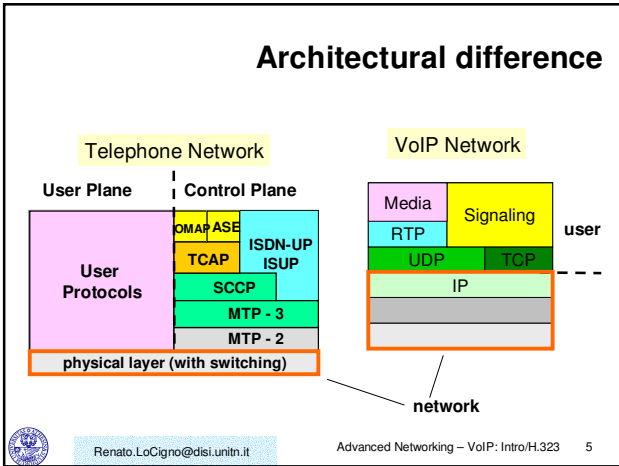 Architectural difference
Telephone Network
VoIP Network
User Plane
Control Plane
User
Protocols
OMAP
ASE
TCAP
ISDN-UP
ISUP
SCCP
MTP - 3
MTP - 2
physical layer (with switching)
Media
Signaling
RTP
UDP
TCP
IP
user
network
Renato.LoCigno@disi.unitn.it
Advanced Networking – VoIP: Intro/H.323 5